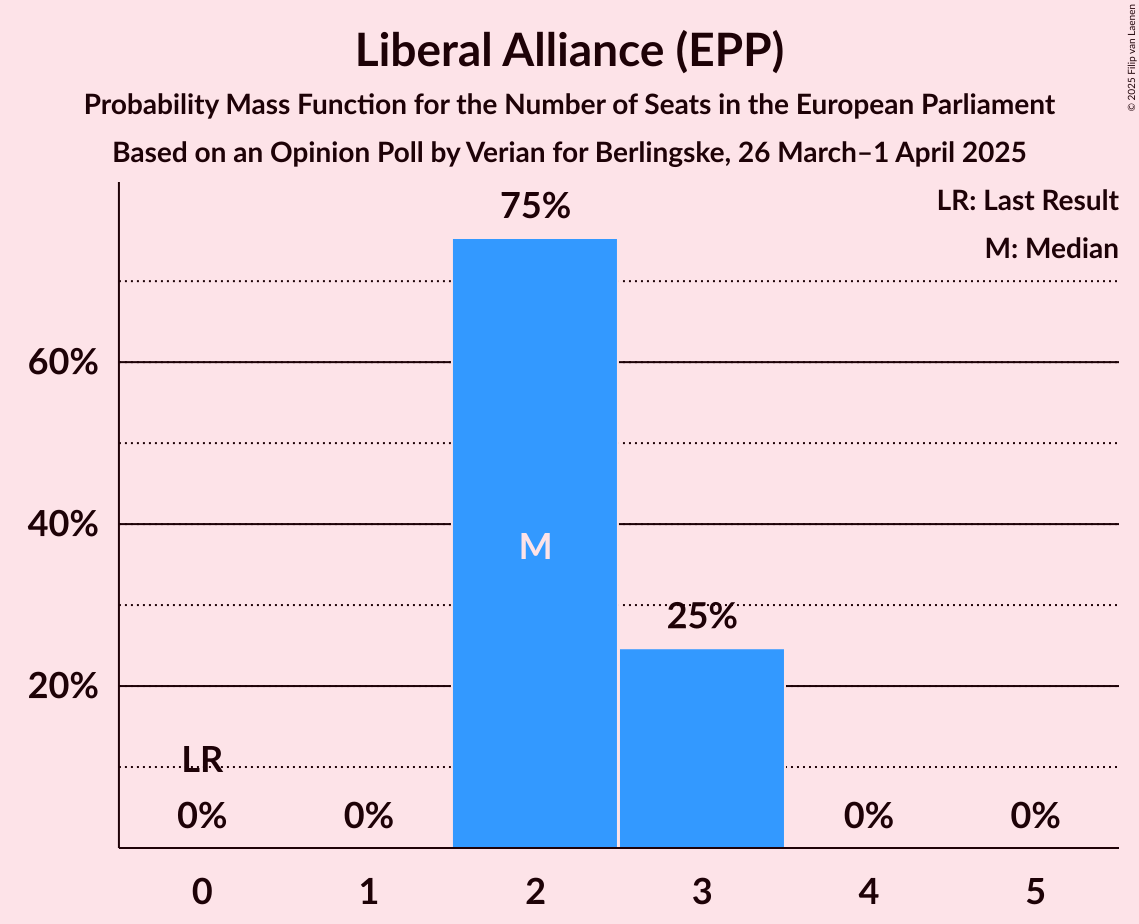 Liberal Alliance (EPP)
Probability Mass Function for the Number of Seats in the European Parliament
Based on an Opinion Poll by Verian for Berlingske, 26 March–1 April 2025
© 2025 Filip van Laenen
LR: Last Result
M: Median
75%
60%
40%
M
25%
20%
LR
0% 0% 0% 0%
0 1 2 3 4 5